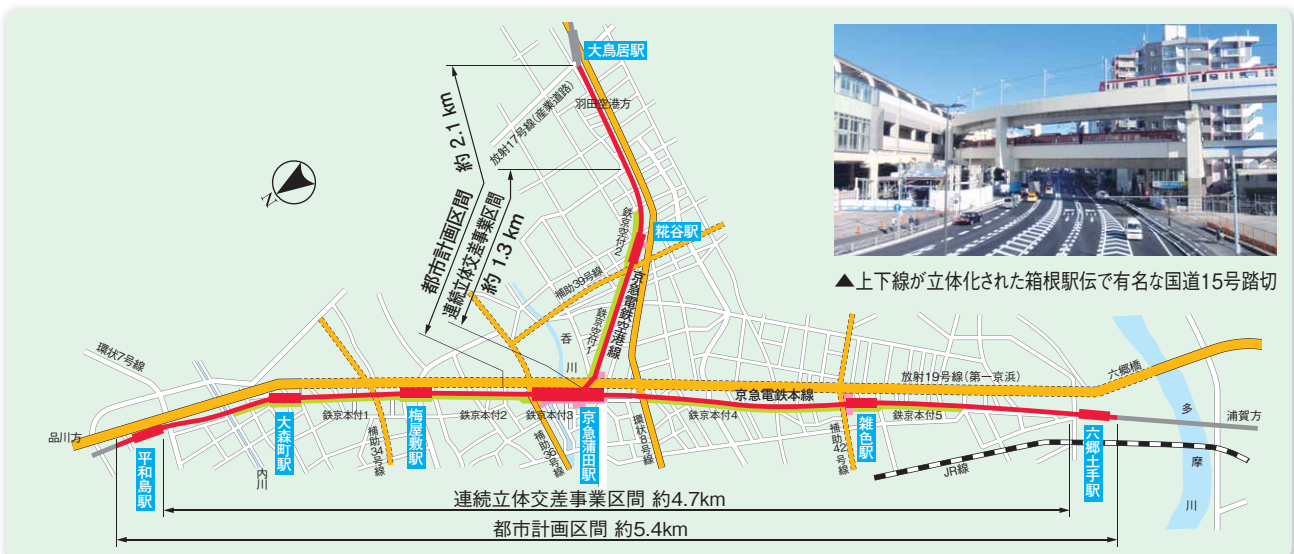 大鳥居駅
羽田空港方
放射17号線(産業道路)
約 2.1 km
都市計画区間
連続立体交差事業区間
約 1.3 km
N
鉄京空付2
糀谷駅
補助39号線
京急電鉄空港線
鉄京空付1
呑川
▲上下線が立体化された箱根駅伝で有名な国道15号踏切
環状7号線
放射19号線(第一京浜)
六郷橋
京急電鉄本線
品川方
平和島駅
内川
大森町駅
鉄京本付1
補助34号線
梅屋敷駅
鉄京本付2
鉄京本付3
補助36号線
京急蒲田駅
環状8号線
鉄京本付4
補助42号線
雑色駅
鉄京本付5
JR線
六郷土手駅
多摩川
浦賀方
連続立体交差事業区間 約4.7km
都市計画区間 約5.4km